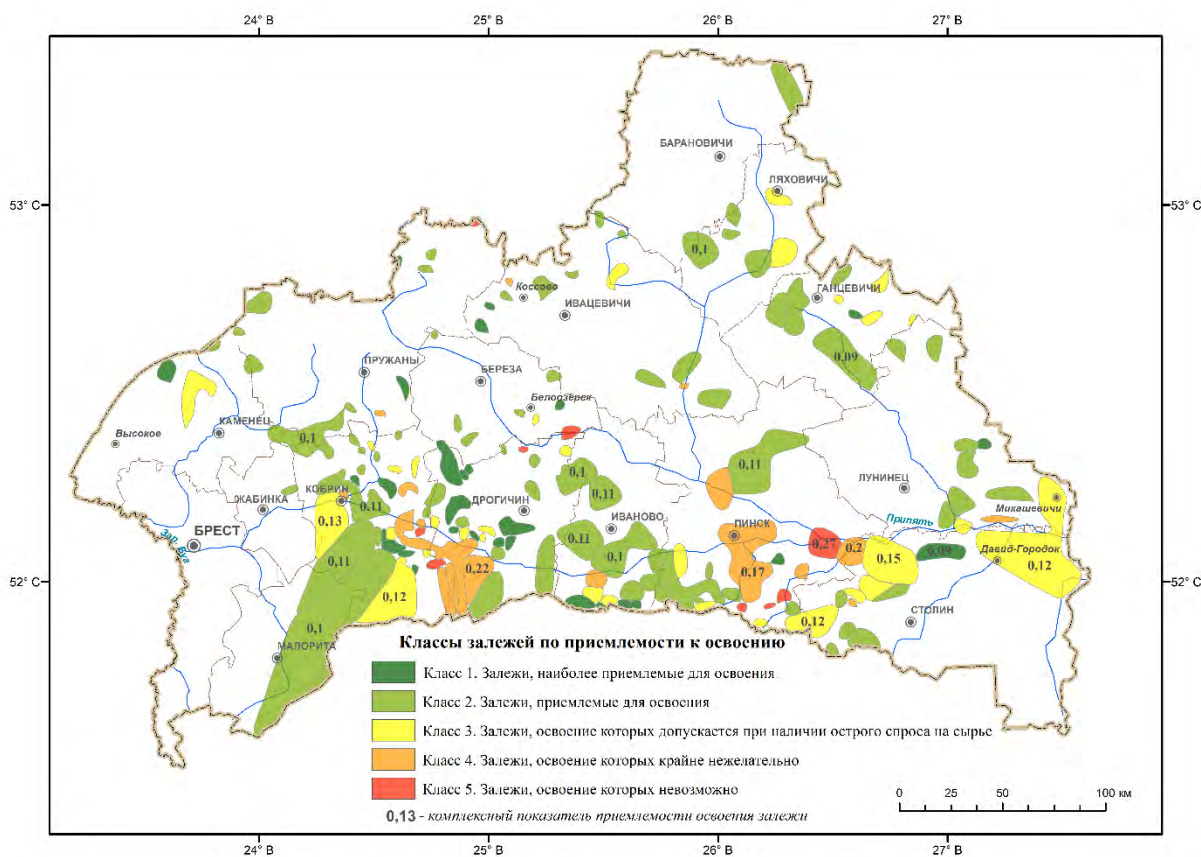 24° В 25° В 26° В 27° В
БАРАНОВИЧИ
ЛЯХОВИЧИ
53° С 53° С
0,1
Коссово
ГАНЦЕВИЧИ
ИВАЦЕВИЧИ
0,09
ПРУЖАНЫ
БЕРЕЗА
Белоозёрск
КАМЕНЕЦ
Высокое
0,1
0,11
0,1
ЛУНИНЕЦ
КОБРИН
ЖАБИНКА
0,11
ДРОГИЧИН
0,11
Микашевичи
0,13
ИВАНОВО
Припять
БРЕСТ
Зап. Буг
0,11
0,1
ПИНСК
0,27
0,2
0,15
0,09
Давид-Городок
0,11
0,22
0,17
0,12
52° С 52° С
0,12
0,12
СТОЛИН
0,1
МАЛОРИТА
Классы залежей по приемлемости к освоению
Класс 1. Залежи, наиболее приемлемые для освоения
Класс 2. Залежи, приемлемые для освоения
Класс 3. Залежи, освоение которых допускается при наличии острого спроса на сырье
Класс 4. Залежи, освоение которых крайне нежелательно
Класс 5. Залежи, освоение которых невозможно
0,13 - комплексный показатель приемлемости освоения залежи
0 25 50 75 100 км
24° В 25° В 26° В 27° В